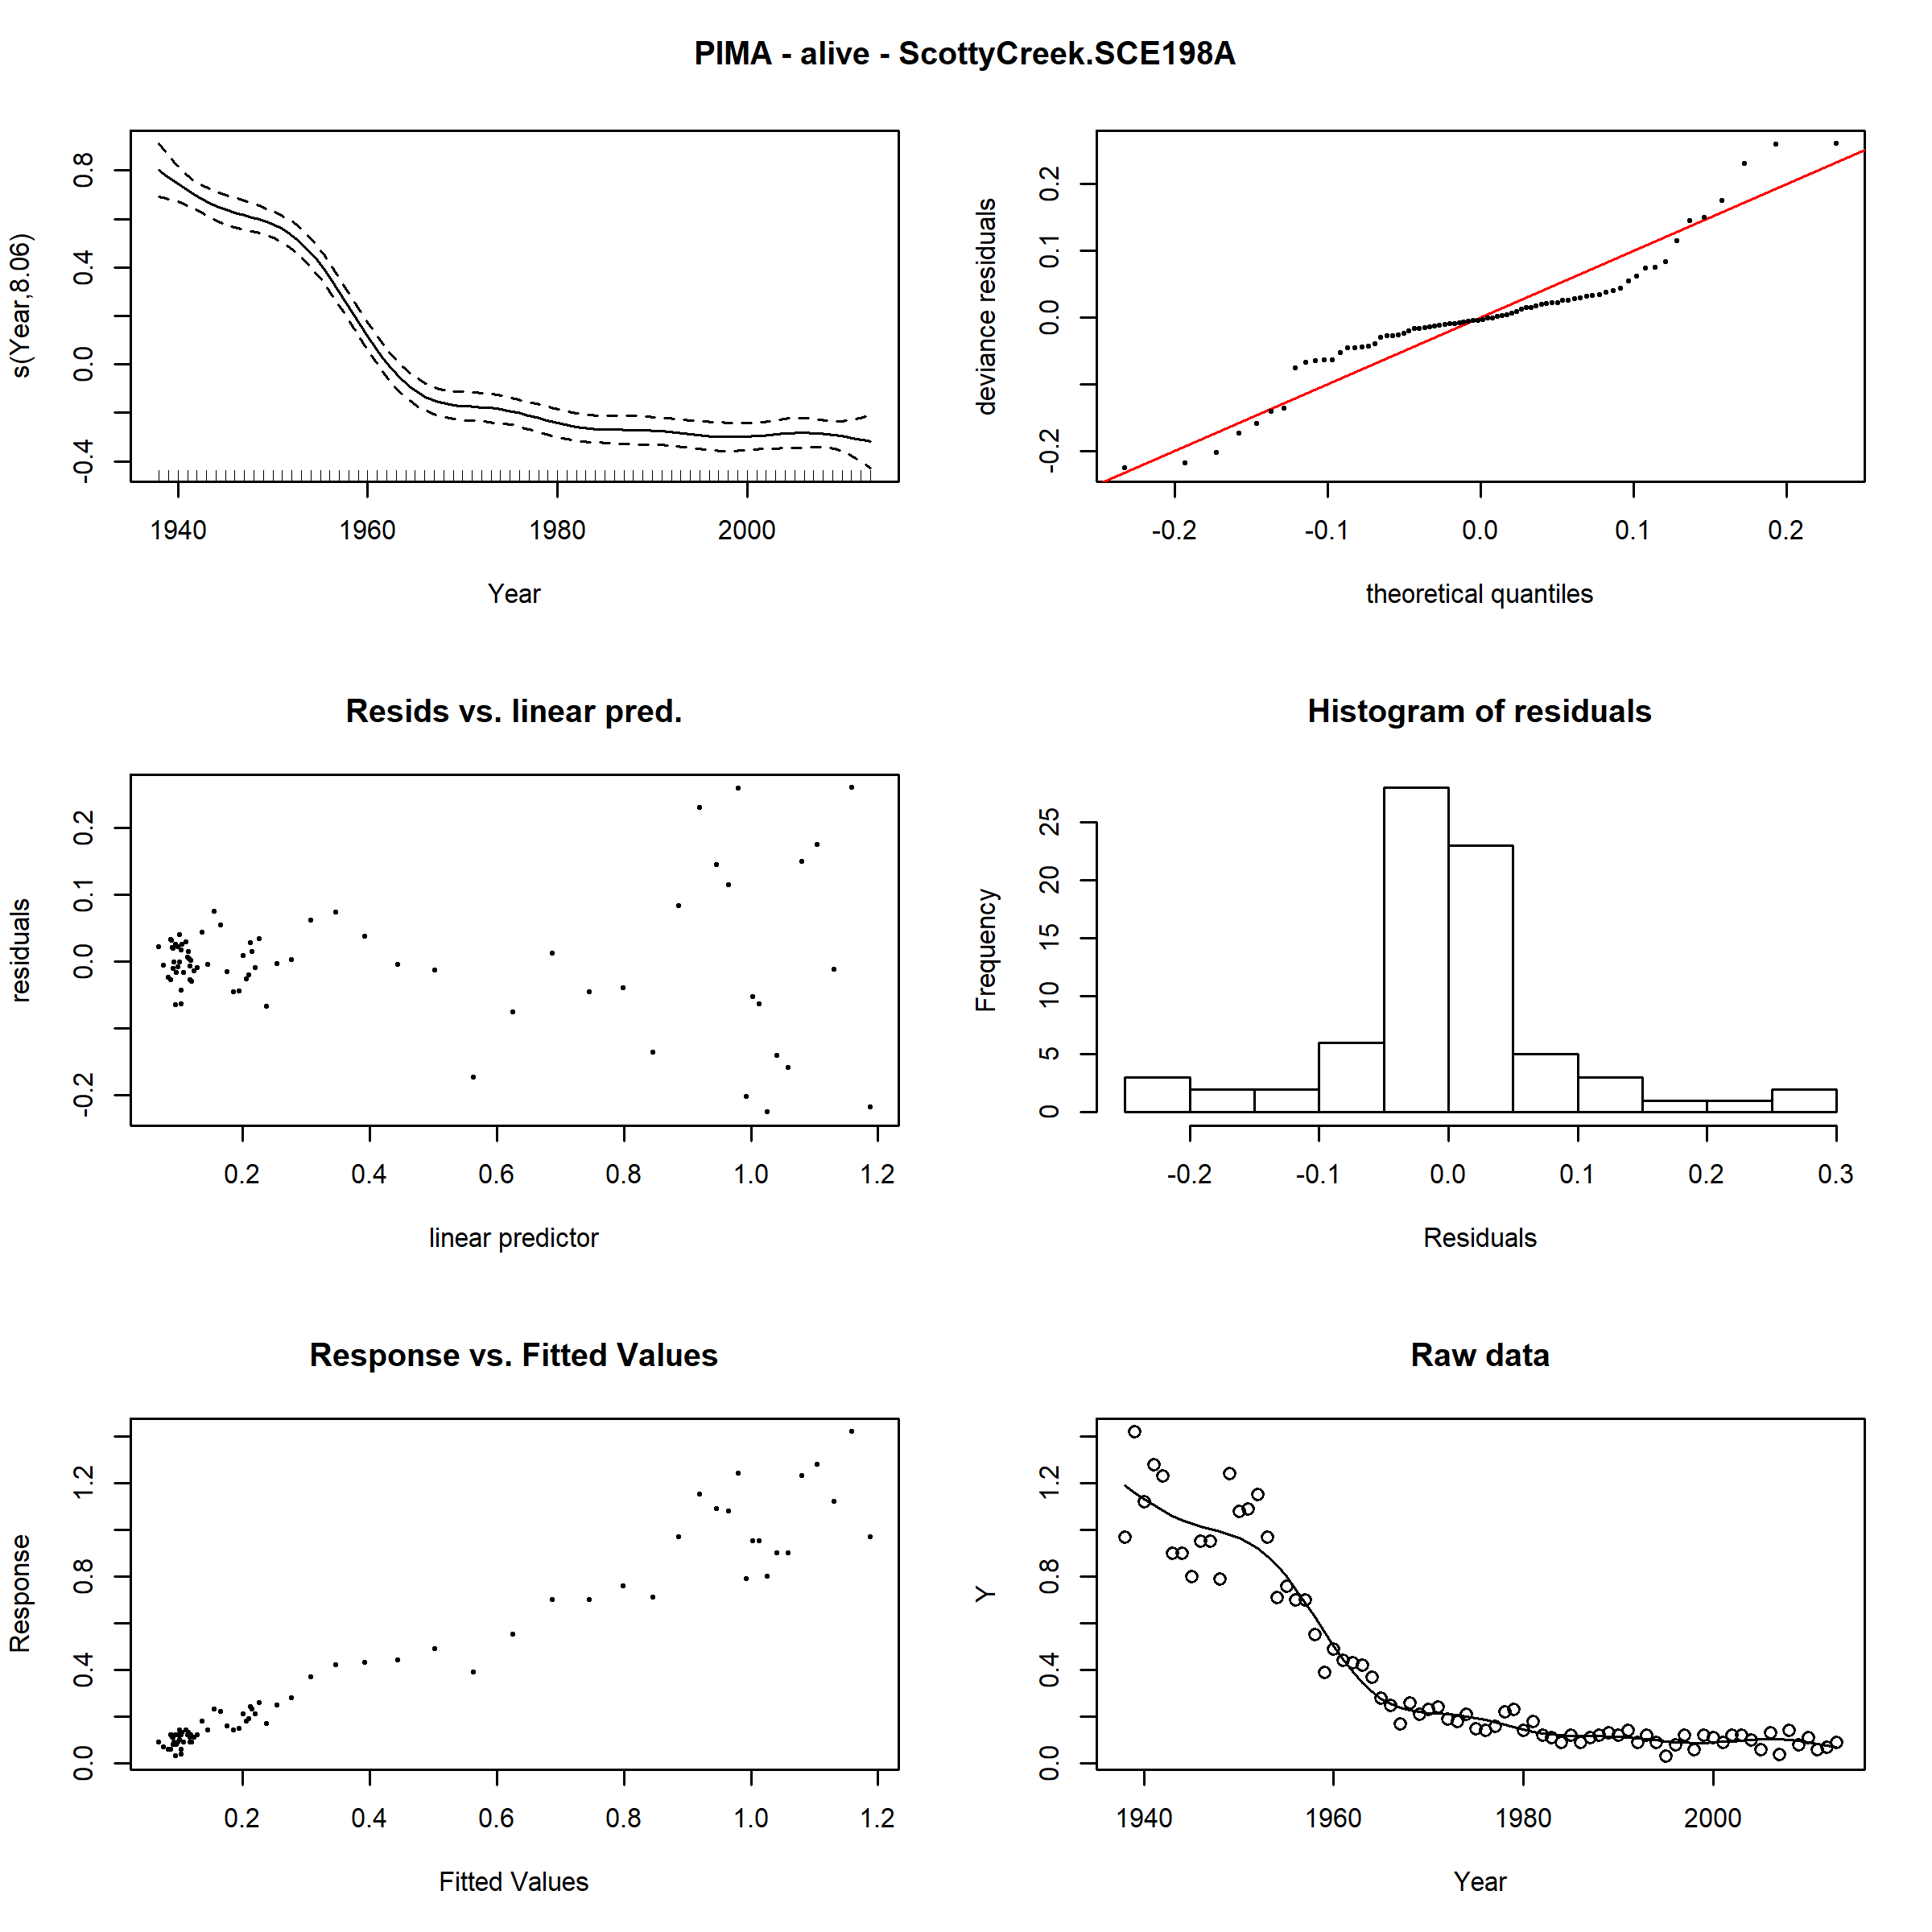 PIMA - alive - ScottyCreek.SCE198A
s(Year,8.06)
0.8
0.4
0.0
-0.4
1940 1960 1980 2000
Year
deviance residuals
0.2
0.1
0.0
-0.2
-0.2 -0.1 0.0 0.1 0.2
theoretical quantiles
Resids vs. linear pred.
residuals
0.2
0.1
0.0
-0.2
0.2 0.4 0.6 0.8 1.0 1.2
linear predictor
Histogram of residuals
Frequency
25
20
15
10
5
0
-0.2 -0.1 0.0 0.1 0.2 0.3
Residuals
Response vs. Fitted Values
Response
1.2
0.8
0.4
0.0
0.2 0.4 0.6 0.8 1.0 1.2
Fitted Values
Raw data
Y
1.2
0.8
0.4
0.0
1940 1960 1980 2000
Year